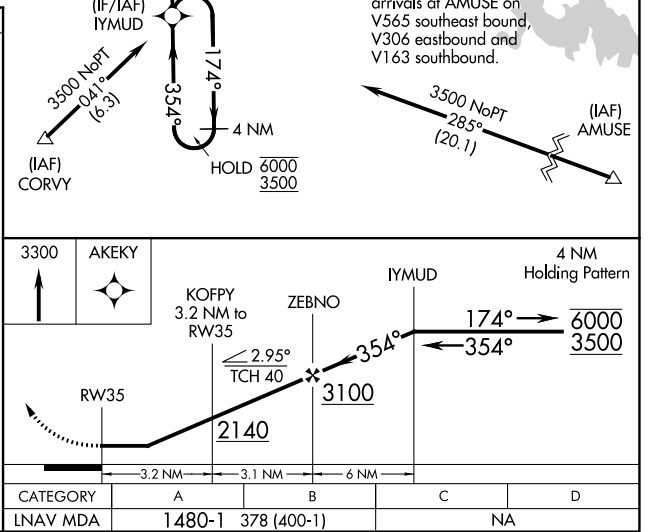 (IF/IAF)
IYMUD
arrivals at AMUSE on
V565 southeast bound,
V306 eastbound and
V163 southbound.
3500 NoPT
041°
(6.3)
354°
174°
4 NM
HOLD 6000
3500
(IAF)
CORVY
3500 NoPT
285°
(20.1)
(IAF)
AMUSE
3300
AKEKY
KOFPY
3.2 NM to
RW35
ZEBNO
IYMUD
4 NM
Holding Pattern
174°
354°
6000
3500
354°
2.95°
TCH 40
3100
2140
RW35
3.2 NM
3.1 NM
6 NM
CATEGORY A B C D
LNAV MDA 1480-1 378 (400-1) NA